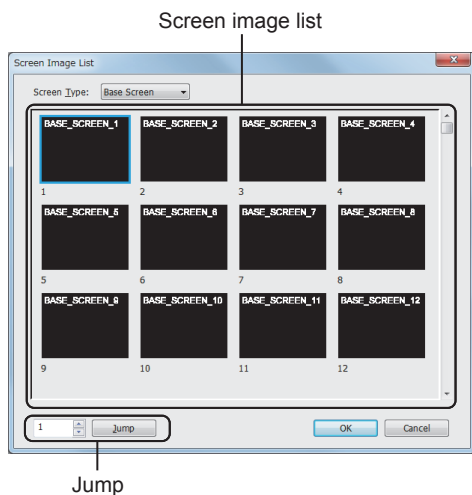 Screen image list
Screen Image List
Screen Type: Base Screen
BASE_SCREEN_1 BASE_SCREEN_2 BASE_SCREEN_3 BASE_SCREEN_4
1 2 3 4
BASE_SCREEN_5 BASE_SCREEN_6 BASE_SCREEN_7 BASE_SCREEN_8
5 6 7 8
BASE_SCREEN_9 BASE_SCREEN_10 BASE_SCREEN_11 BASE_SCREEN_12
9 10 11 12
1 Jump OK Cancel
Jump